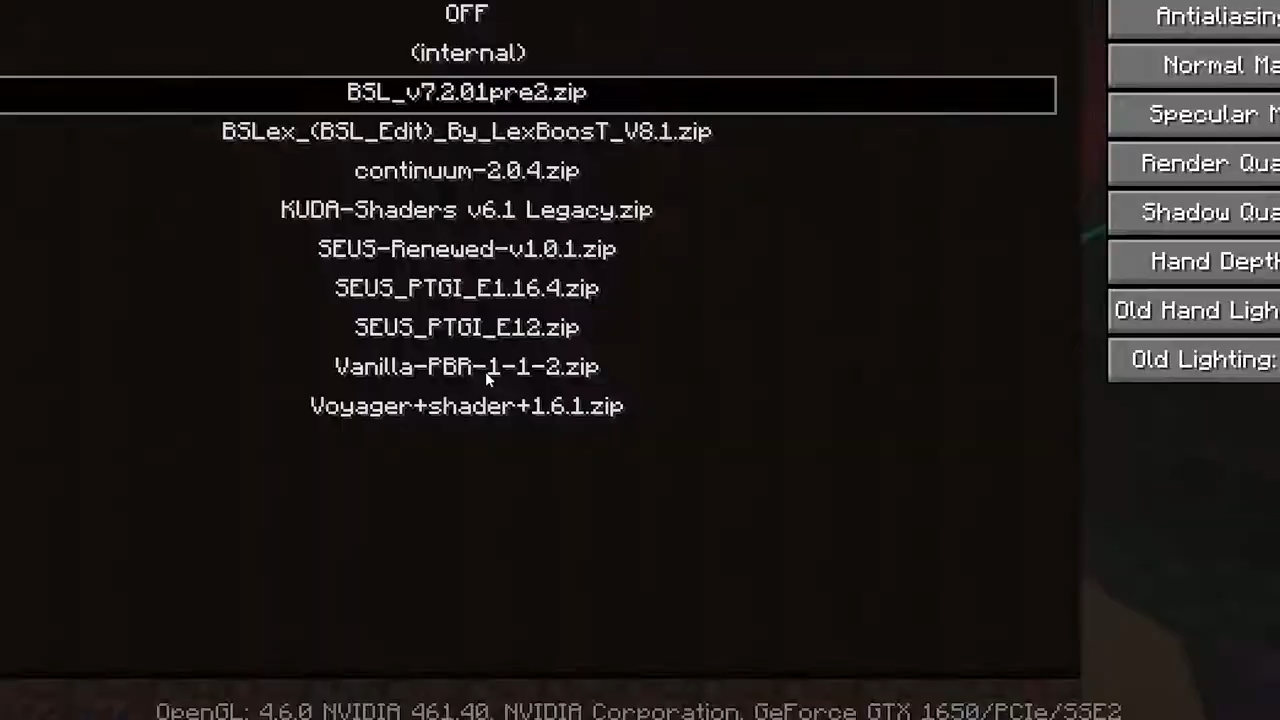 OFF
(internal)
BSL_v7.2.01pre2.zip
BSLex_(BSL_Edit)_By_LexBoosT_V8.1.zip
continuum-2.0.4.zip
KUDA-Shaders v6.1 Legacy.zip
SEUS-Renewed-v1.0.1.zip
SEUS_PTGI_E1.16.4.zip
SEUS_PTGI_E12.zip
Vanilla-PBR-1-1-2.zip
Voyager+shader+1.6.1.zip
Antialiasin
Normal Ma
Specular M
Render Qua
Shadow Qua
Hand Depth
Old Hand Ligh
Old Lighting:
OpenGL: 4.6.0 NVIDIA 461.40, NVIDIA Corporation, GeForce GTX 1650/PCIe/SSE2